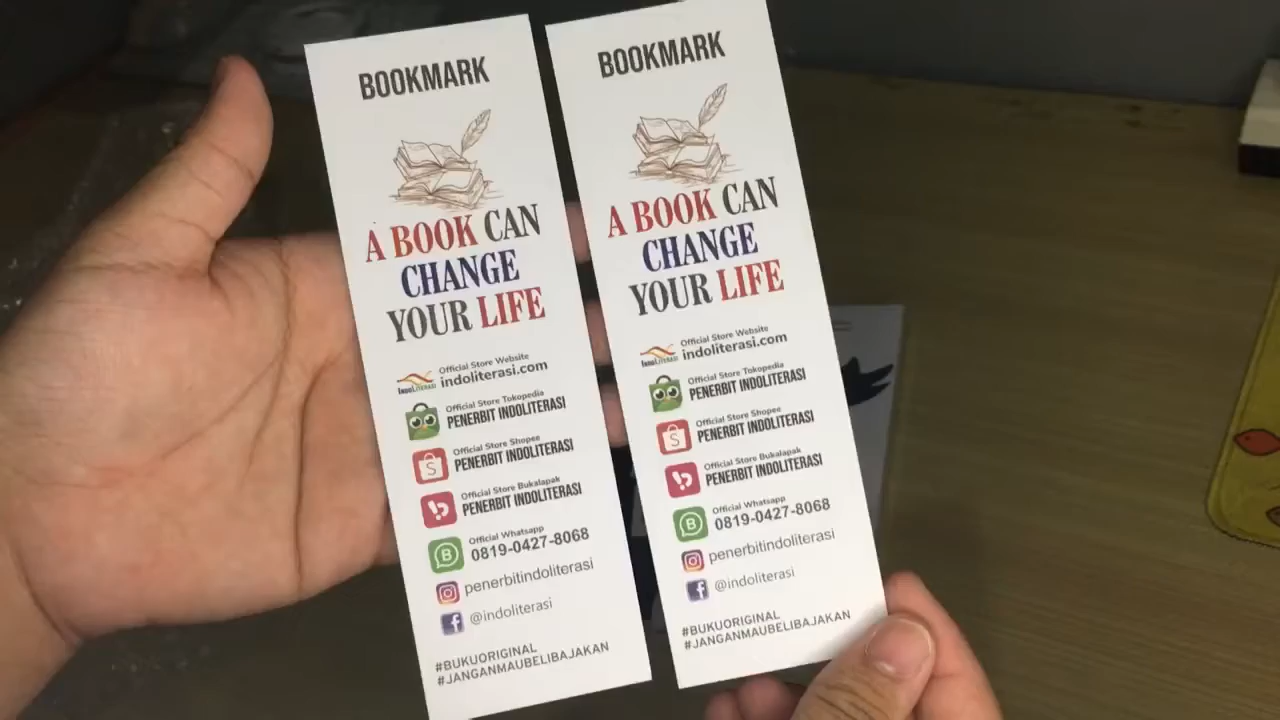 BOOKMARK
A BOOK CAN
CHANGE
YOUR LIFE
INDOLITERASI
Official Store Website
indoliterasi.com
Official Store Tokopedia
PENERBIT INDOLITERASI
Official Store Shopee
PENERBIT INDOLITERASI
Official Store Bukalapak
PENERBIT INDOLITERASI
Official Whatsapp
0819-0427-8068
penerbitindoliterasi
@indoliterasi
#BUKUORIGINAL
#JANGANMAUBELIBAJAKAN
BOOKMARK
A BOOK CAN
CHANGE
YOUR LIFE
INDOLITERASI
Official Store Website
indoliterasi.com
Official Store Tokopedia
PENERBIT INDOLITERASI
Official Store Shopee
PENERBIT INDOLITERASI
Official Store Bukalapak
PENERBIT INDOLITERASI
Official Whatsapp
0819-0427-8068
penerbitindoliterasi
@indoliterasi
#BUKUORIGINAL
#JANGANMAUBELIBAJAKAN